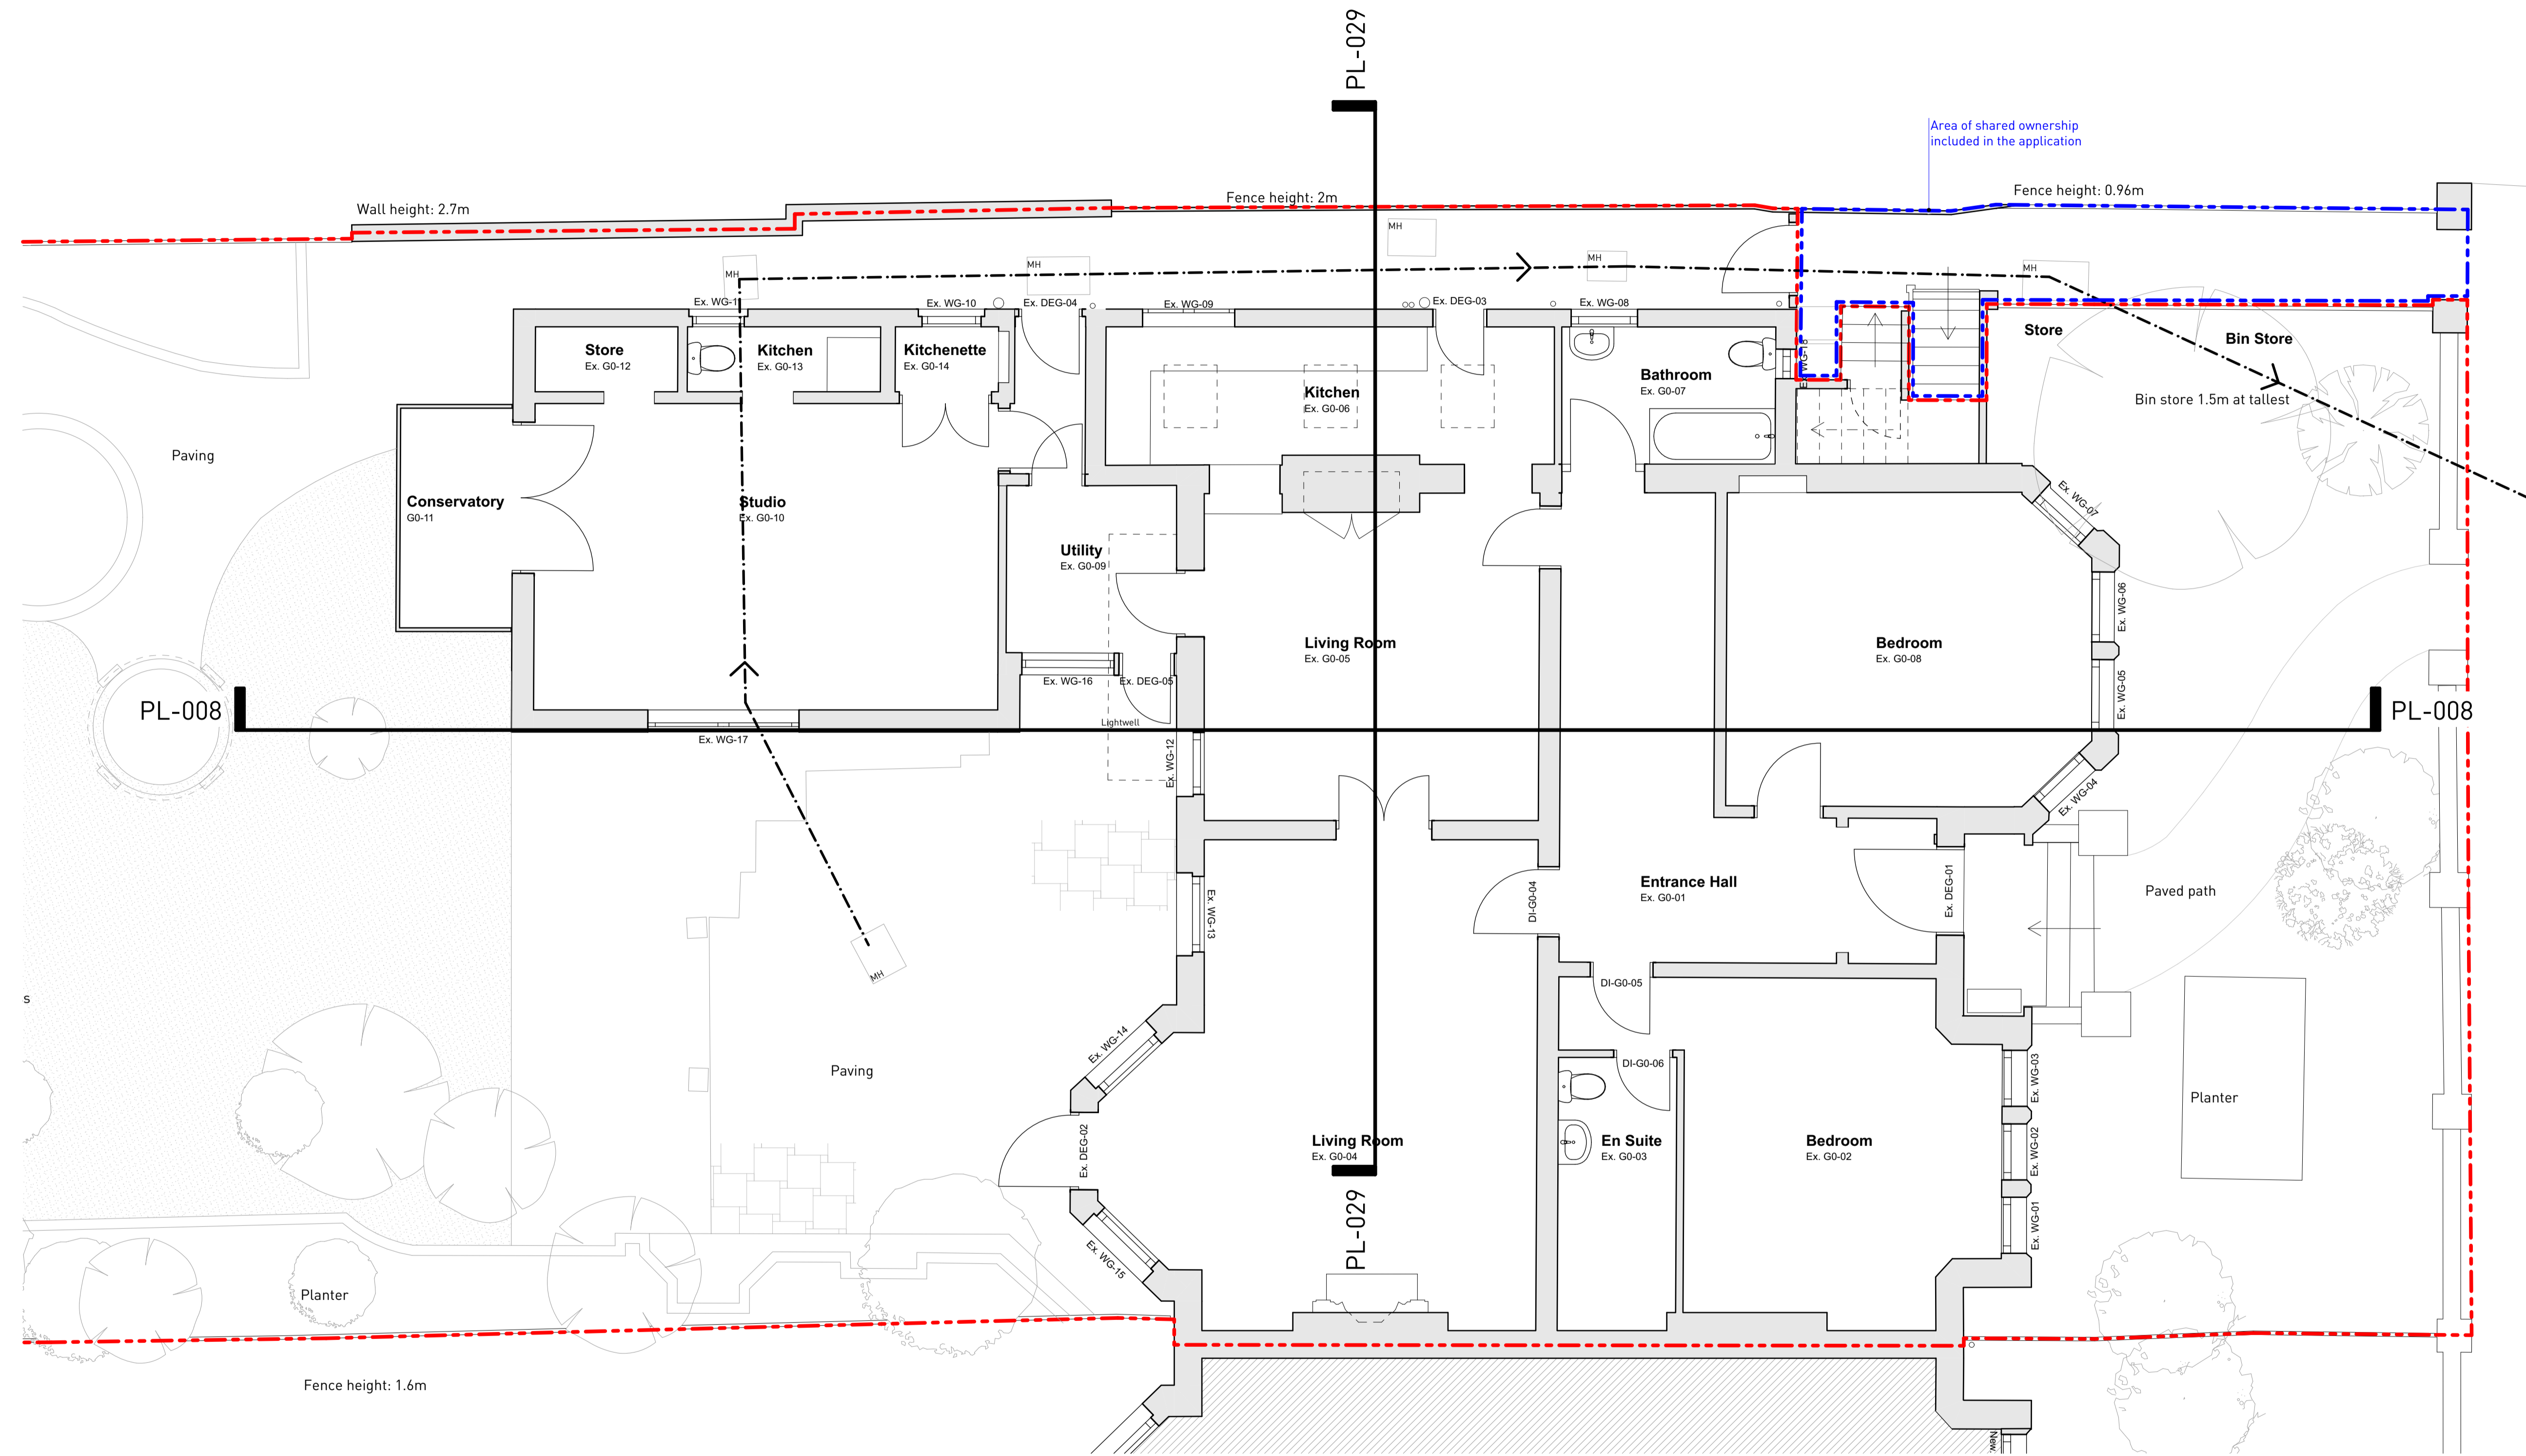 PL-029
Area of shared ownership
included in the application
Wall height: 2.7m
Fence height: 2m
Fence height: 0.96m
MH
MH
MH
MH
MH
Ex. WG-1
Ex. WG-10
Ex. DEG-04
Ex. WG-09
Ex. DEG-03
Ex. WG-08
Store
Ex. G0-12
Kitchen
Ex. G0-13
Kitchenette
Ex. G0-14
Kitchen
Ex. G0-06
Bathroom
Ex. G0-07
Store
Bin Store
Bin store 1.5m at tallest
Paving
Conservatory
G0-11
Studio
Ex. G0-10
Utility
Ex. G0-09
Living Room
Ex. G0-05
Bedroom
Ex. G0-08
Ex. WG-07
Ex. WG-06
Ex. WG-05
Ex. WG-04
Ex. WG-16
Ex. DEG-05
Lightwell
PL-008
PL-008
Ex. WG-17
Ex. WG-12
Ex. WG-13
DI-G0-04
Entrance Hall
Ex. G0-01
Ex. DEG-01
Paved path
MH
s
DI-G0-05
DI-G0-06
Ex. WG-14
Paving
Ex. DEG-02
Living Room
Ex. G0-04
En Suite
Ex. G0-03
Bedroom
Ex. G0-02
Ex. WG-03
Ex. WG-02
Ex. WG-01
Planter
Ex. WG-15
PL-029
Planter
Fence height: 1.6m
New